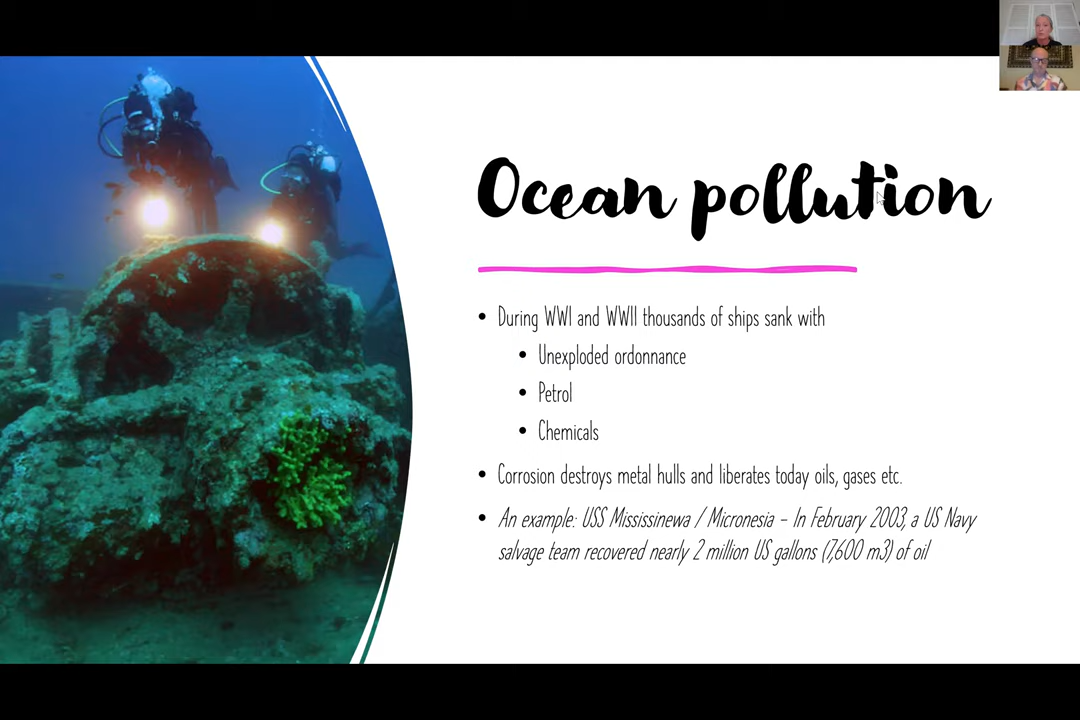 Ocean pollution
• During WWI and WWII thousands of ships sank with
• Unexploded ordonnance
• Petrol
• Chemicals
• Corrosion destroys metal hulls and liberates today oils, gases etc.
• An example: USS Mississinewa / Micronesia – In February 2003, a US Navy
salvage team recovered nearly 2 million US gallons (7,600 m3) of oil